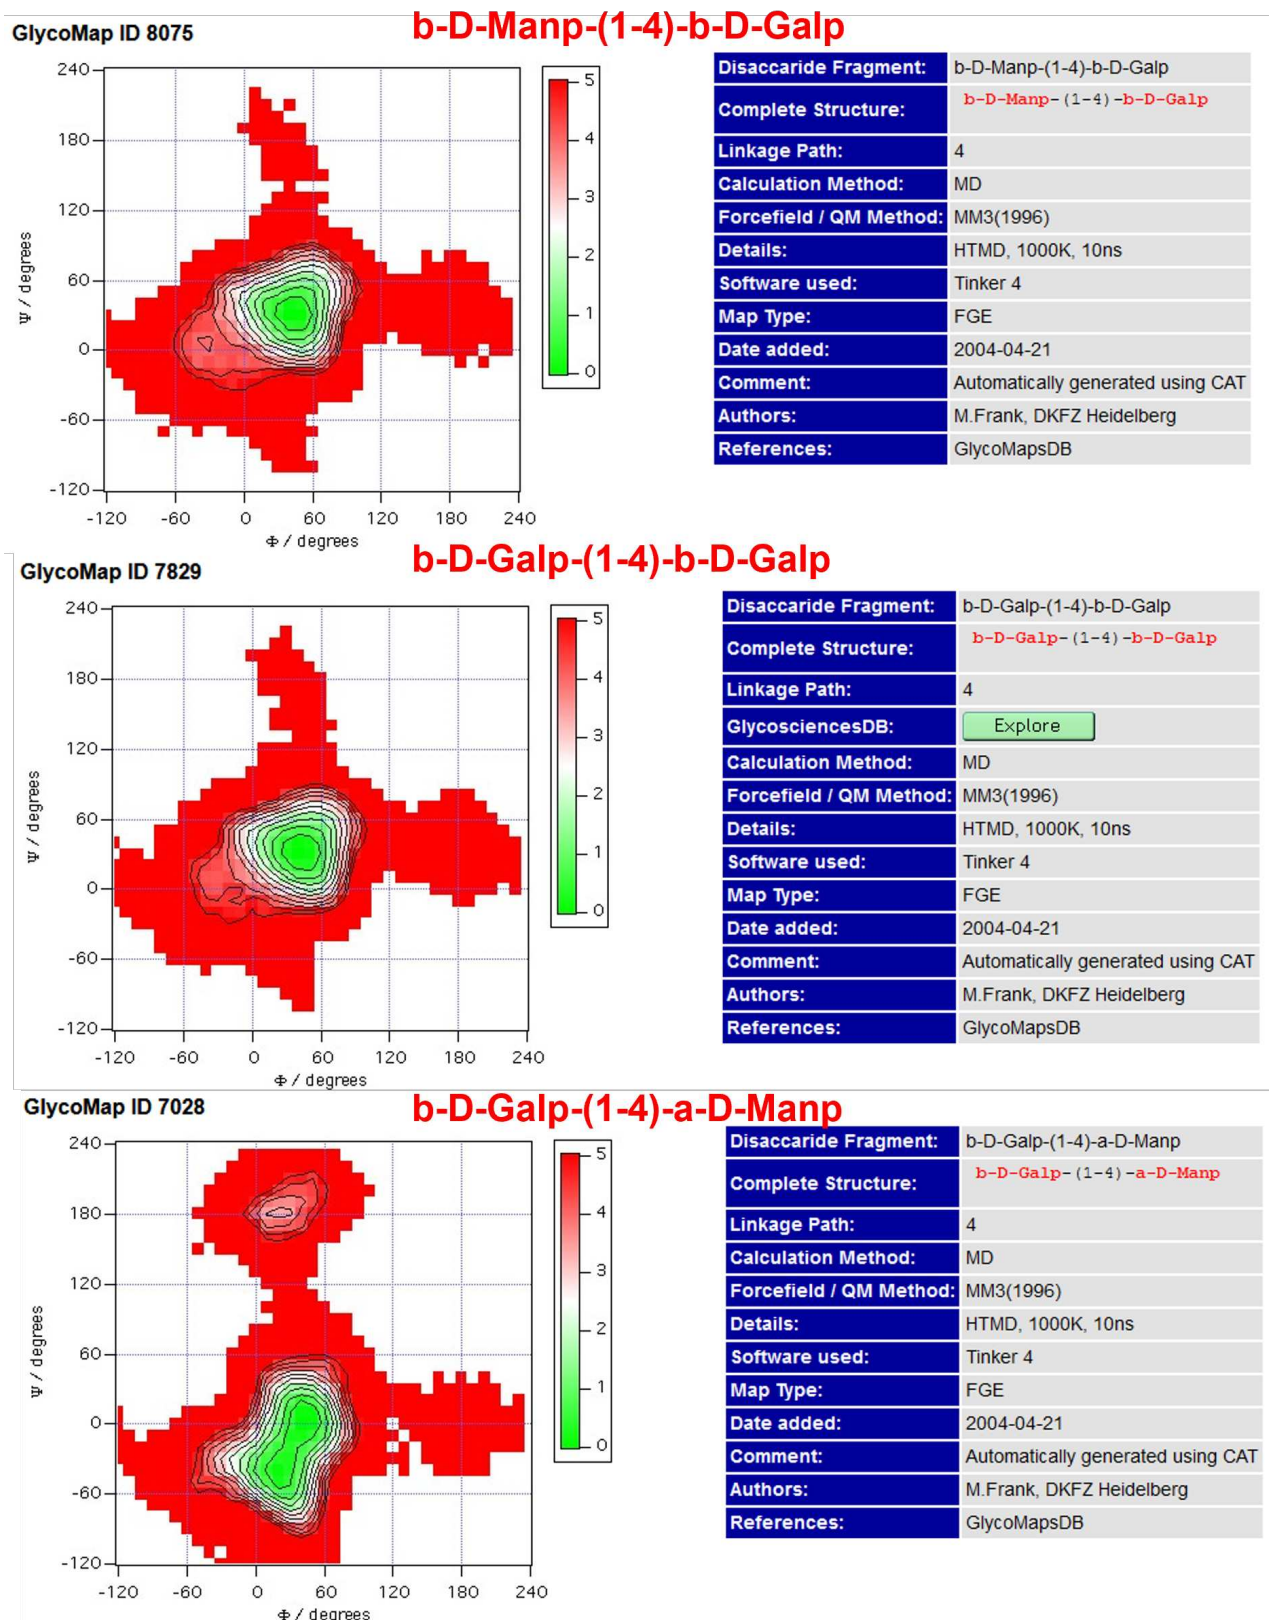 b-D-Manp-(1-4)-b-D-Galp
GlycoMap ID 8075
240
180
120
60
0
-60
-120
Ψ / degrees
-120 -60 0 60 120 180 240
Φ / degrees
5
4
3
2
1
0
Disaccaride Fragment: b-D-Manp-(1-4)-b-D-Galp
Complete Structure: b-D-Manp-(1-4)-b-D-Galp
Linkage Path: 4
Calculation Method: MD
Forcefield / QM Method: MM3(1996)
Details: HTMD, 1000K, 10ns
Software used: Tinker 4
Map Type: FGE
Date added: 2004-04-21
Comment: Automatically generated using CAT
Authors: M.Frank, DKFZ Heidelberg
References: GlycoMapsDB
b-D-Galp-(1-4)-b-D-Galp
GlycoMap ID 7829
240
180
120
60
0
-60
-120
Ψ / degrees
-120 -60 0 60 120 180 240
Φ / degrees
5
4
3
2
1
0
Disaccaride Fragment: b-D-Galp-(1-4)-b-D-Galp
Complete Structure: b-D-Galp-(1-4)-b-D-Galp
Linkage Path: 4
GlycosciencesDB: Explore
Calculation Method: MD
Forcefield / QM Method: MM3(1996)
Details: HTMD, 1000K, 10ns
Software used: Tinker 4
Map Type: FGE
Date added: 2004-04-21
Comment: Automatically generated using CAT
Authors: M.Frank, DKFZ Heidelberg
References: GlycoMapsDB
b-D-Galp-(1-4)-a-D-Manp
GlycoMap ID 7028
240
180
120
60
0
-60
-120
Ψ / degrees
-120 -60 0 60 120 180 240
Φ / degrees
5
4
3
2
1
0
Disaccaride Fragment: b-D-Galp-(1-4)-a-D-Manp
Complete Structure: b-D-Galp-(1-4)-a-D-Manp
Linkage Path: 4
Calculation Method: MD
Forcefield / QM Method: MM3(1996)
Details: HTMD, 1000K, 10ns
Software used: Tinker 4
Map Type: FGE
Date added: 2004-04-21
Comment: Automatically generated using CAT
Authors: M.Frank, DKFZ Heidelberg
References: GlycoMapsDB